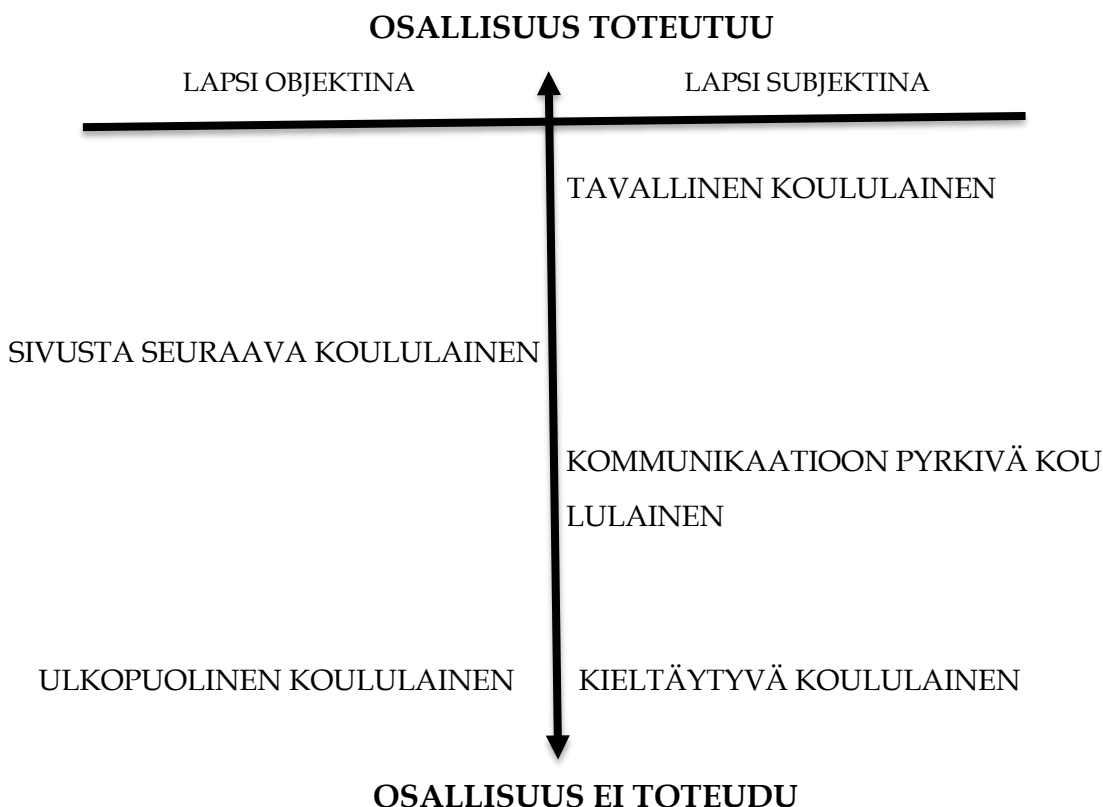 OSALLISUUS TOTEUTUU
LAPSI OBJEKTINA
LAPSI SUBJEKTINA
TAVALLINEN KOULULAINEN
SIVUSTA SEURAAVA KOULULAINEN
KOMMUNIKAATIOON PYRKIVÄ KOU
LULAINEN
ULKOPUOLINEN KOULULAINEN
KIELTÄYTYVÄ KOULULAINEN
OSALLISUUS EI TOTEUDU